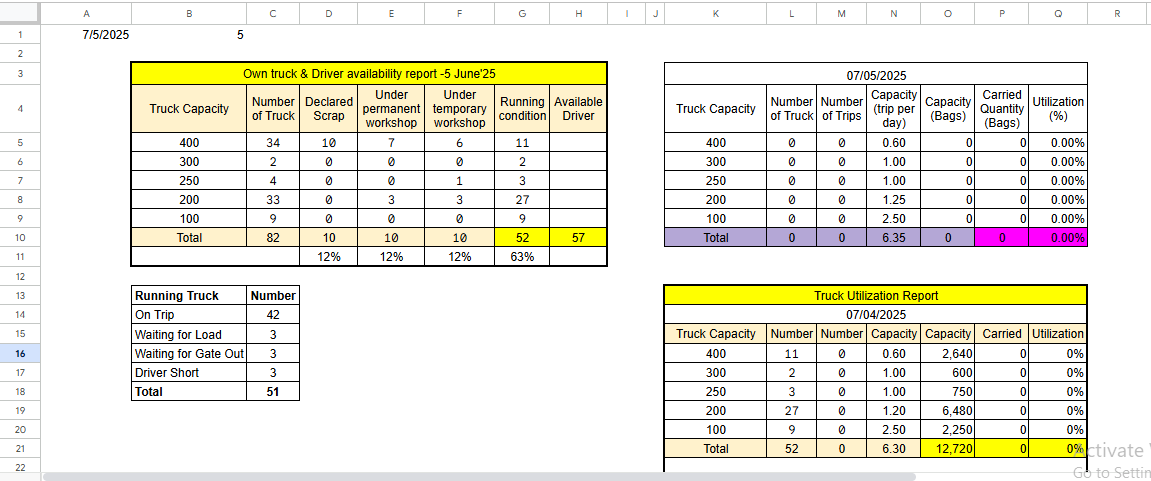 A B C D E F G H I J K L M N O P Q R
1 7/5/2025 5
2
3 Own truck & Driver availability report -5 June'25 07/05/2025
4 Truck Capacity Number of Truck Declared Scrap Under permanent workshop Under temporary workshop Running condition Available Driver Truck Capacity Number of Truck Number of Trips Capacity (trip per day) Capacity (Bags) Carried Quantity (Bags) Utilization (%)
5 400 34 10 7 6 11 400 0 0 0.60 0 0 0.00%
6 300 2 0 0 0 2 300 0 0 1.00 0 0 0.00%
7 250 4 0 0 1 3 250 0 0 1.00 0 0 0.00%
8 200 33 0 3 3 27 200 0 0 1.25 0 0 0.00%
9 100 9 0 0 0 9 100 0 0 2.50 0 0 0.00%
10 Total 82 10 10 10 52 57 Total 0 0 6.35 0 0 0.00%
11 12% 12% 12% 63%
12
13 Running Truck Number Truck Utilization Report
14 On Trip 42 07/04/2025
15 Waiting for Load 3 Truck Capacity Number Number Capacity Capacity Carried Utilization
16 Waiting for Gate Out 3 400 11 0 0.60 2,640 0 0%
17 Driver Short 3 300 2 0 1.00 600 0 0%
18 Total 51 250 3 0 1.00 750 0 0%
19 200 27 0 1.20 6,480 0 0%
20 100 9 0 2.50 2,250 0 0%
21 Total 52 0 6.30 12,720 0 0%
22
Activate
Go to Settin